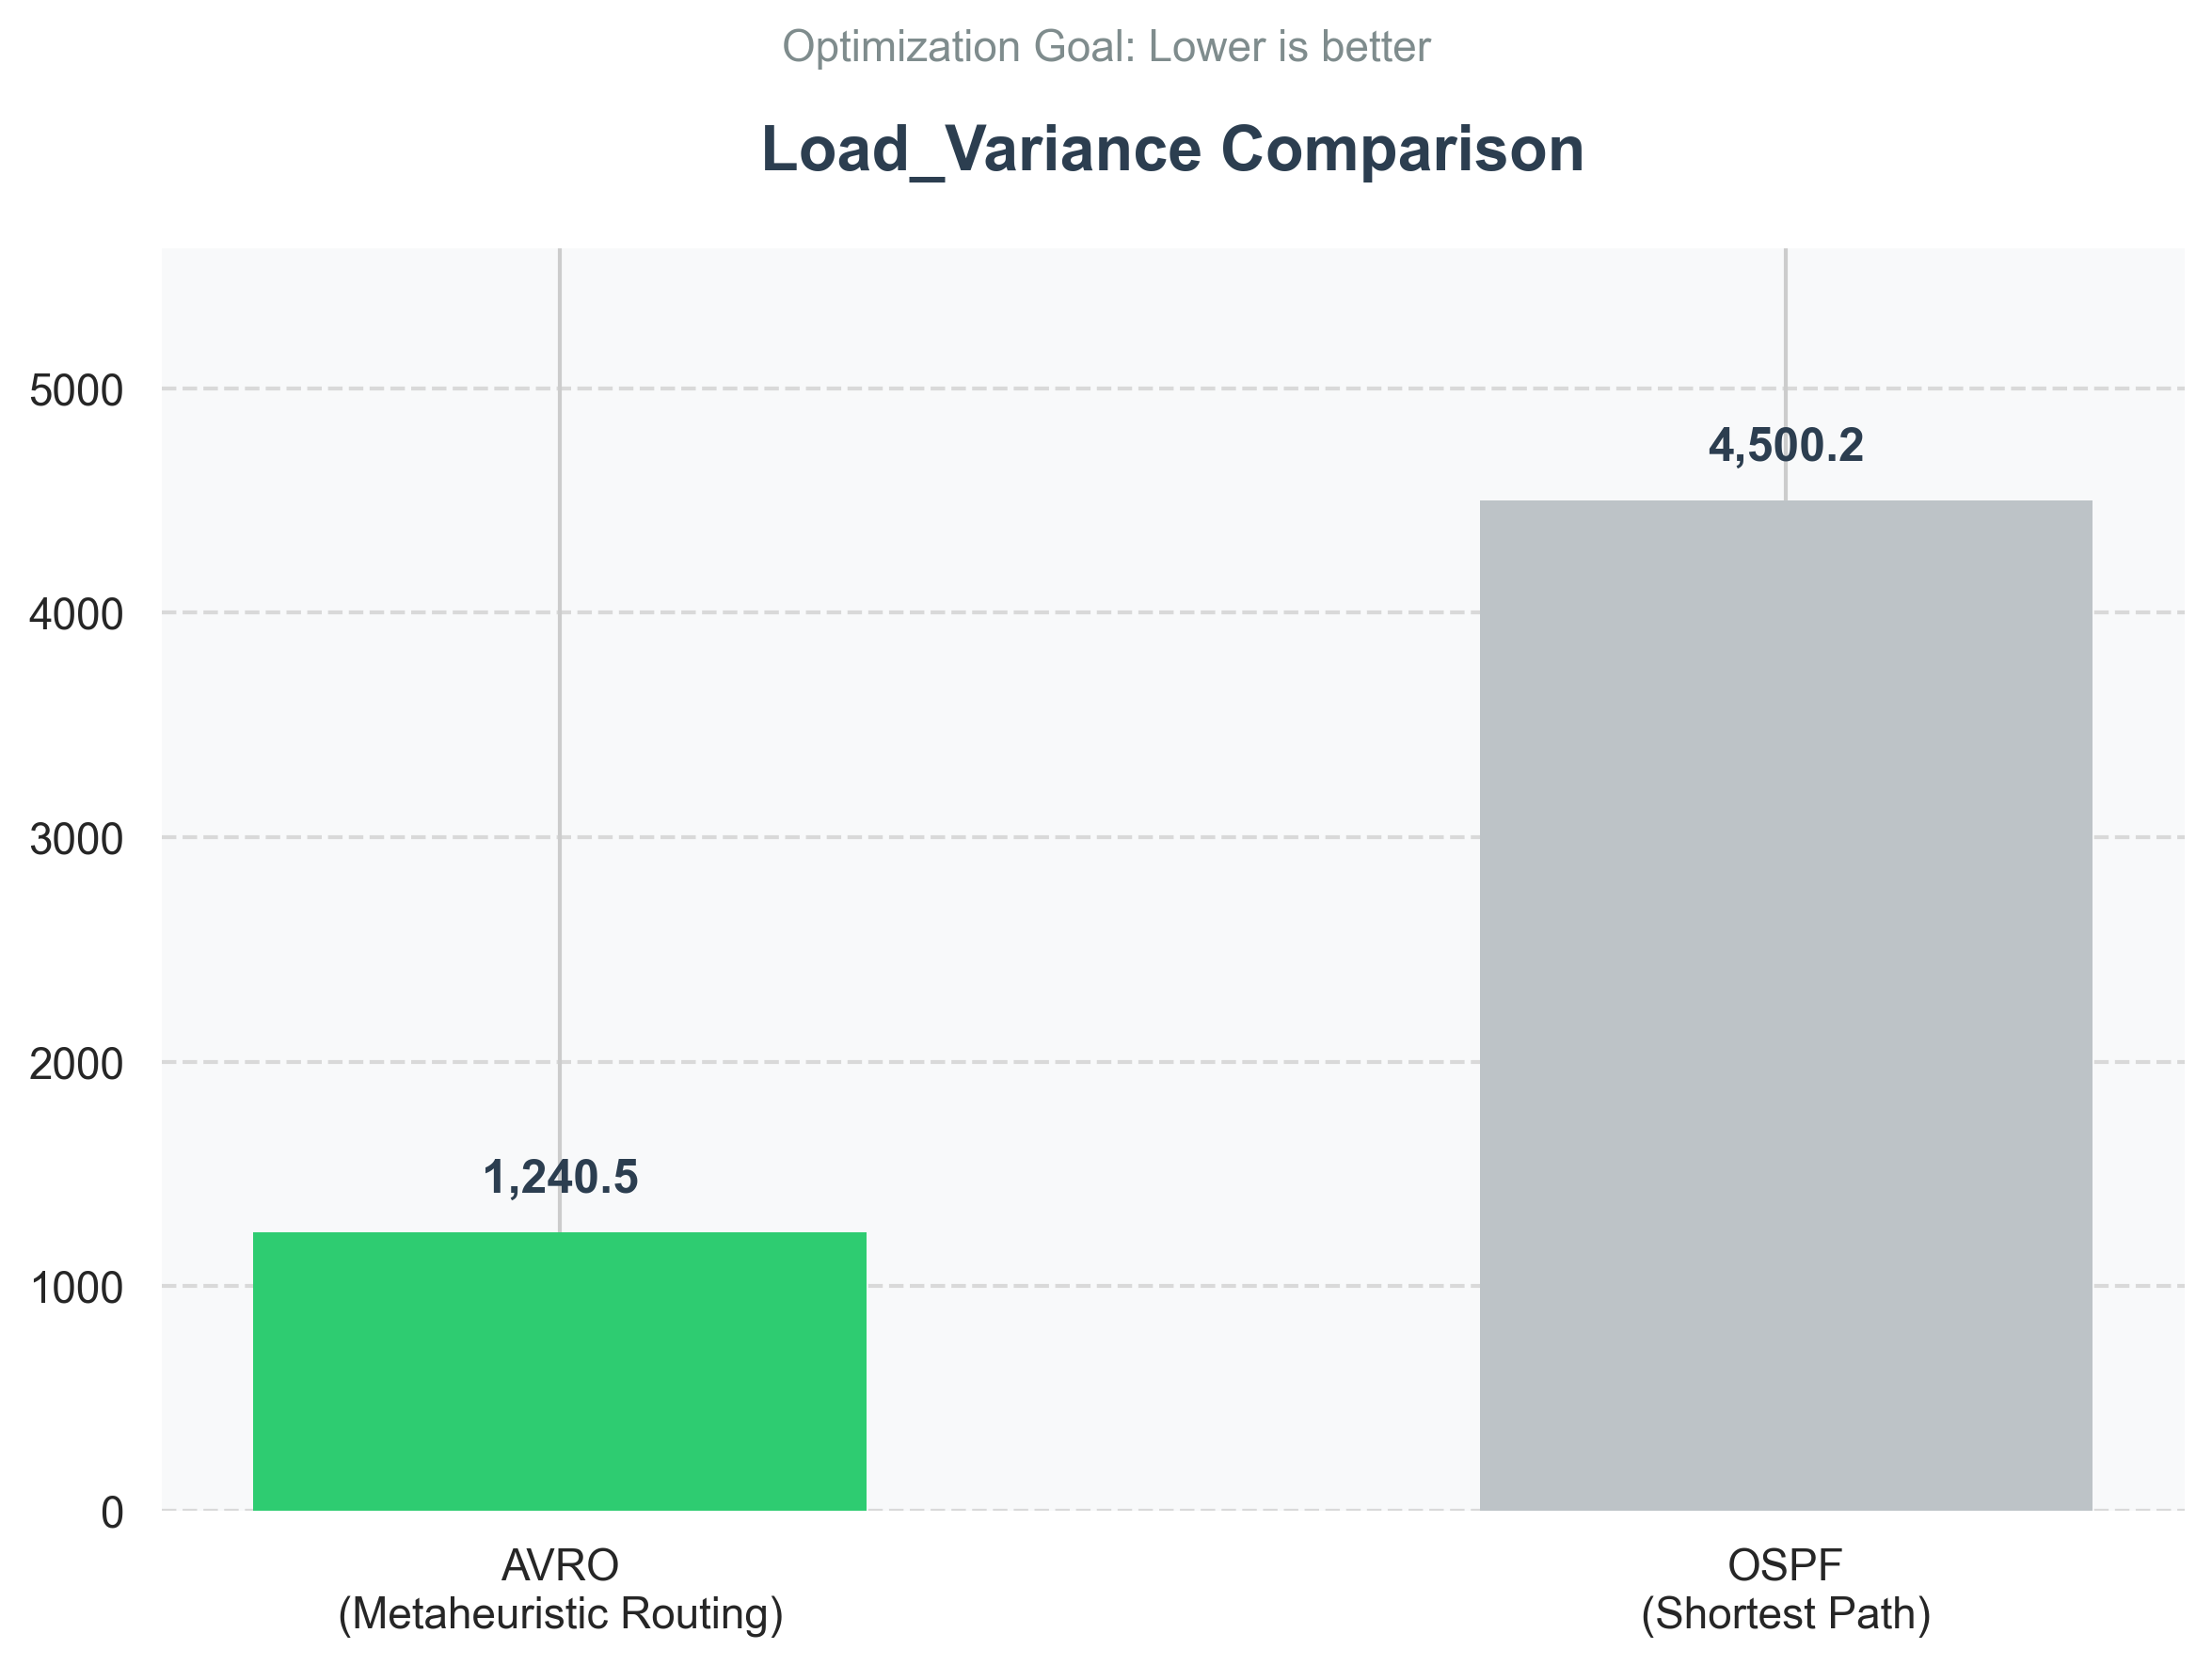 Optimization Goal: Lower is better
Load_Variance Comparison
5000
4,500.2
4000
3000
2000
1,240.5
1000
0
AVRO
(Metaheuristic Routing)
OSPF
(Shortest Path)